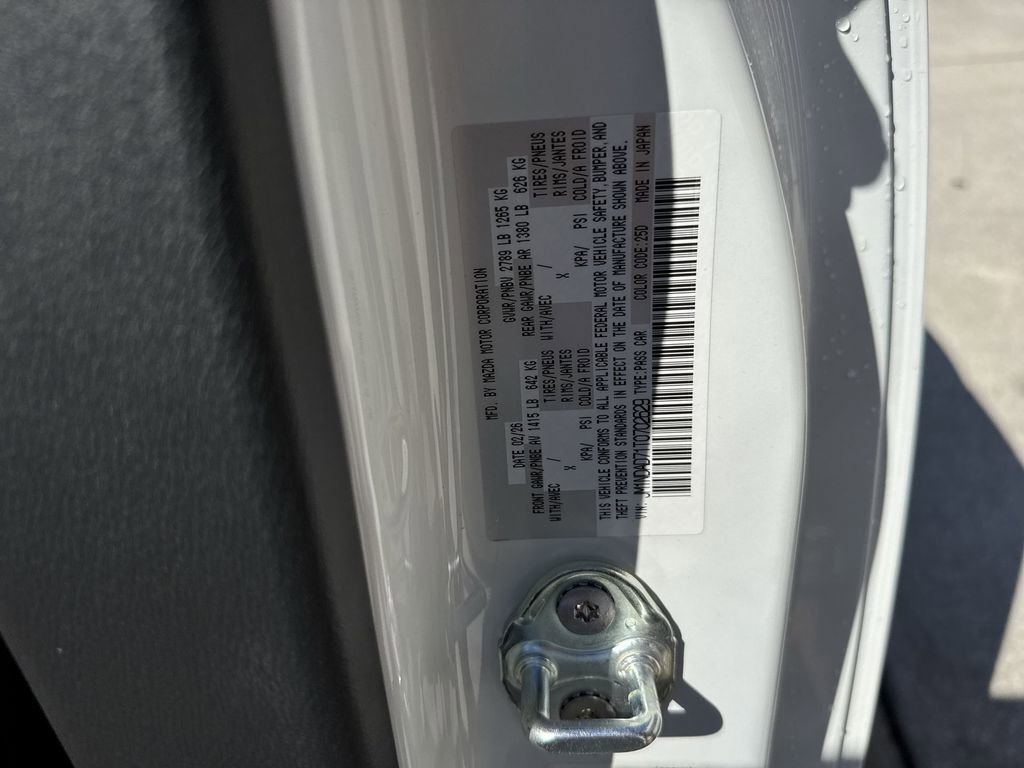 MFD. BY MAZDA MOTOR CORPORATION
DATE 02/26 GVWR/PNBV 2789 LB 1265 KG
FRONT GAWR/PNBE AV 1415 LB 642 KG REAR GAWR/PNBE AR 1380 LB 626 KG
WITH/AVEC / TIRES/PNEUS WITH/AVEC / TIRES/PNEUS
X RIMS/JANTES X RIMS/JANTES
KPA/ PSI COLD/A FROID KPA/ PSI COLD/A FROID
THIS VEHICLE CONFORMS TO ALL APPLICABLE FEDERAL MOTOR VEHICLE SAFETY,BUMPER,AND
THEFT PREVENTION STANDARDS IN EFFECT ON THE DATE OF MANUFACTURE SHOWN ABOVE.
VIN: TYPE:PASS CAR COLOR CODE:25D MADE IN JAPAN